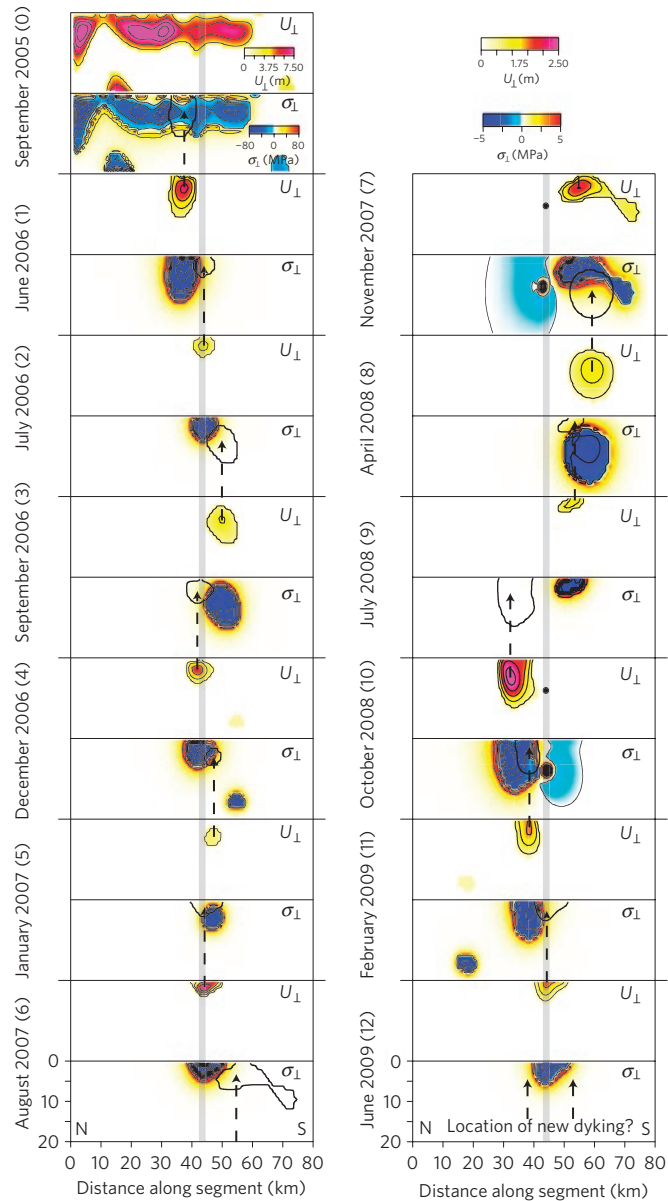 September 2005 (0)
U⊥
0 3.75 7.50
U⊥(m)
σ⊥
−80 80
σ⊥(MPa)
June 2006 (1)
U⊥
σ⊥
July 2006 (2)
U⊥
σ⊥
September 2006 (3)
U⊥
σ⊥
December 2006 (4)
U⊥
σ⊥
January 2007 (5)
U⊥
σ⊥
August 2007 (6)
U⊥
σ⊥
0
10
20
N S
0 10 20 30 40 50 60 70 80
Distance along segment (km)
0 1.25 2.50
U⊥(m)
−5 0 5
σ⊥(MPa)
November 2007 (7)
U⊥
σ⊥
April 2008 (8)
U⊥
σ⊥
July 2008 (9)
U⊥
σ⊥
October 2008 (10)
U⊥
σ⊥
February 2009 (11)
U⊥
σ⊥
June 2009 (12)
U⊥
σ⊥
0
10
20
N Location of new dyking? S
0 10 20 30 40 50 60 70 80
Distance along segment (km)